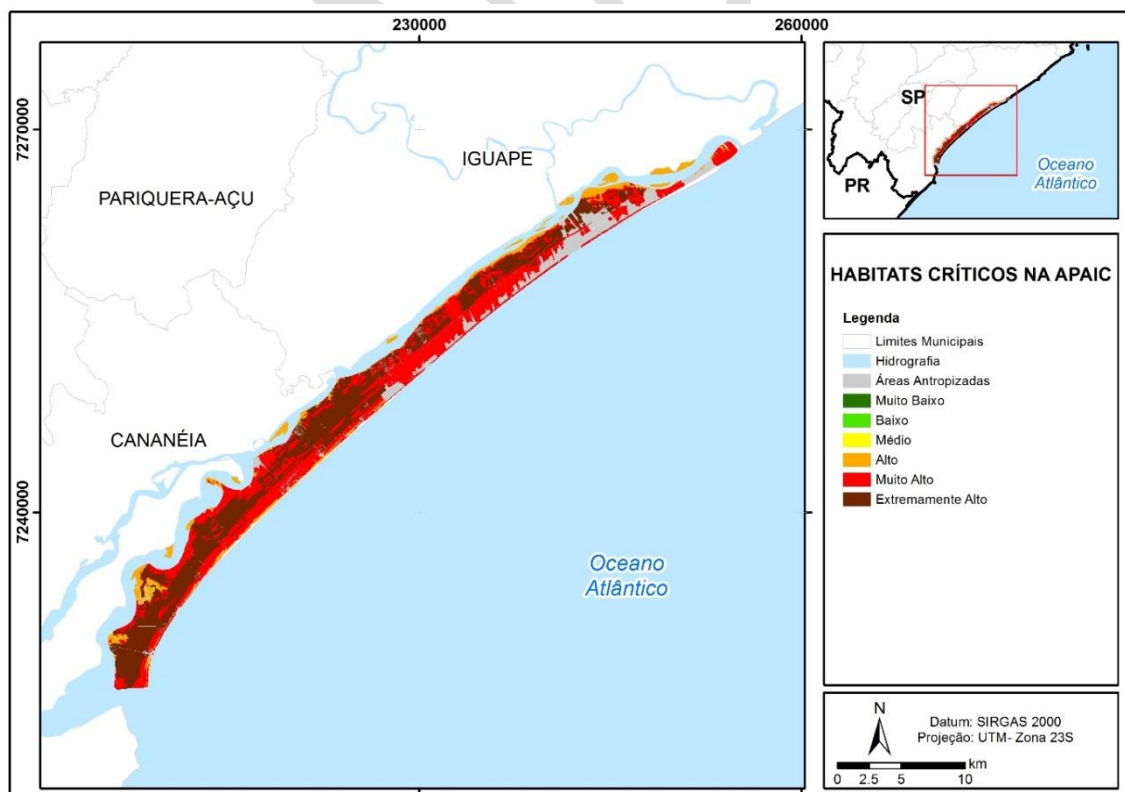 230000
260000
7270000
7240000
IGUAPE
PARIQUERA-AÇU
CANANÉIA
Oceano
Atlântico
SP
PR
Oceano
Atlântico
HABITATS CRÍTICOS NA APAIC
Legenda
Limites Municipais
Hidrografia
Áreas Antropizadas
Muito Baixo
Baixo
Médio
Alto
Muito Alto
Extremamente Alto
N
Datum: SIRGAS 2000
Projeção: UTM- Zona 23S
km
0 2.5 5 10